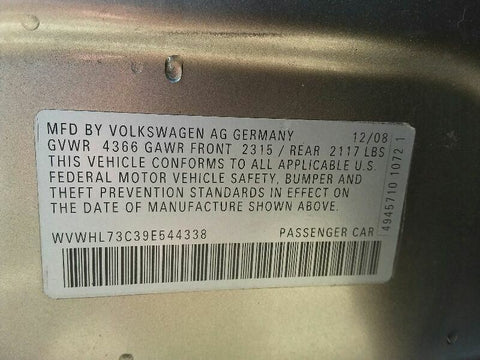 MFD BY VOLKSWAGEN AG GERMANY 12/08
GVWR 4366 GAWR FRONT 2315 / REAR 2117 LBS
THIS VEHICLE CONFORMS TO ALL APPLICABLE U.S.
FEDERAL MOTOR VEHICLE SAFETY, BUMPER AND
THEFT PREVENTION STANDARDS IN EFFECT ON
THE DATE OF MANUFACTURE SHOWN ABOVE.
WVWHL73C39E544338 PASSENGER CAR
4945710 1072 1